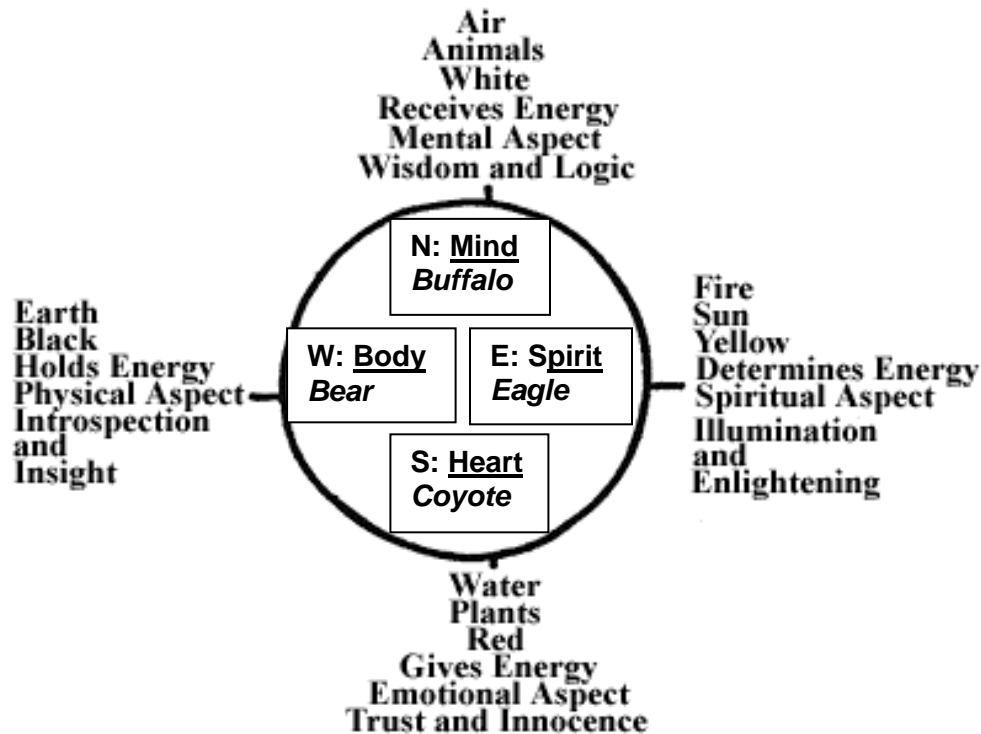 Air
Animals
White
Receives Energy
Mental Aspect
Wisdom and Logic
N: Mind
Buffalo
Earth
Black
Holds Energy
Physical Aspect
Introspection
and
Insight
W: Body
Bear
E: Spirit
Eagle
Fire
Sun
Yellow
Determines Energy
Spiritual Aspect
Illumination
and
Enlightening
S: Heart
Coyote
Water
Plants
Red
Gives Energy
Emotional Aspect
Trust and Innocence